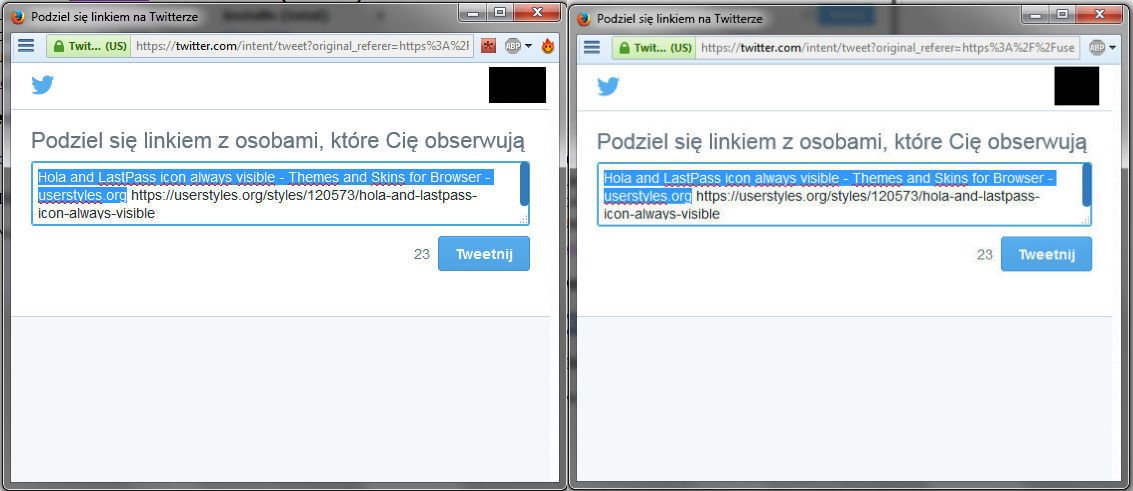 Podziel się linkiem na Twitterze
Twit... (US) https://twitter.com/intent/tweet?original_referer=https%3A%2F
ABP
Podziel się linkiem z osobami, które Cię obserwują
Hola and LastPass icon always visible - Themes and Skins for Browser -
userstyles.org https://userstyles.org/styles/120573/hola-and-lastpass-
icon-always-visible
23 Tweetnij
Podziel się linkiem na Twitterze
Twit... (US) https://twitter.com/intent/tweet?original_referer=https%3A%2F%2Fuse
ABP
Podziel się linkiem z osobami, które Cię obserwują
Hola and LastPass icon always visible - Themes and Skins for Browser -
userstyles.org https://userstyles.org/styles/120573/hola-and-lastpass-
icon-always-visible
23 Tweetnij